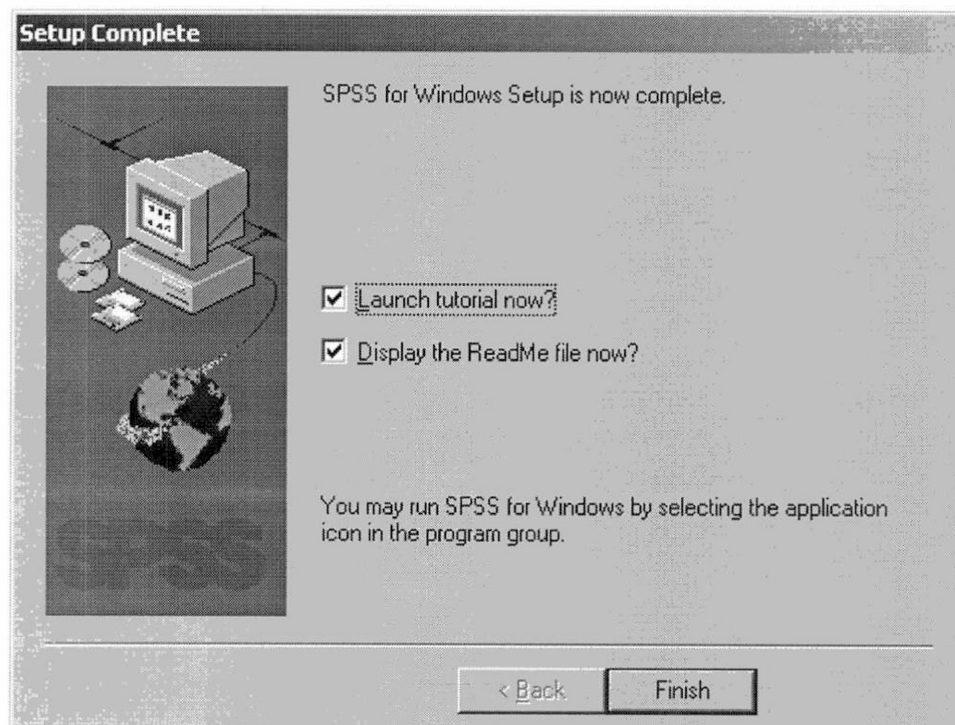 Setup Complete
SPSS for Windows Setup is now complete.
Launch tutorial now?
Display the ReadMe file now?
You may run SPSS for Windows by selecting the application
icon in the program group.
SPSS
< Back
Finish